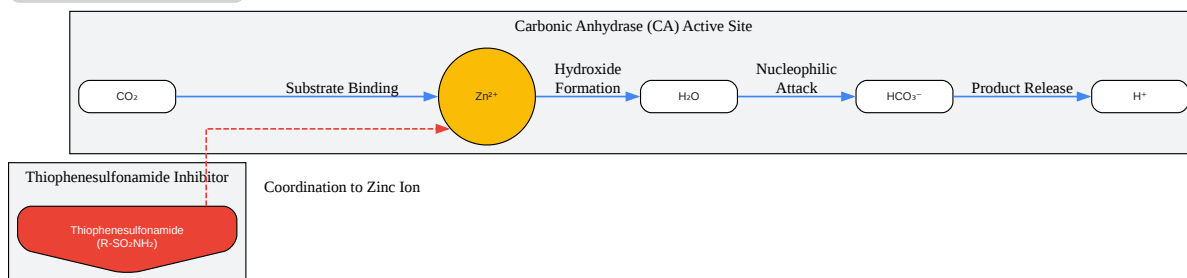 Carbonic Anhydrase (CA) Active Site
CO₂
Substrate Binding
Zn²⁺
Hydroxide
Formation
H₂O
Nucleophilic
Attack
HCO₃⁻
Product Release
H⁺
Thiophenesulfonamide Inhibitor
Coordination to Zinc Ion
Thiophenesulfonamide
(R-SO₂NH₂)